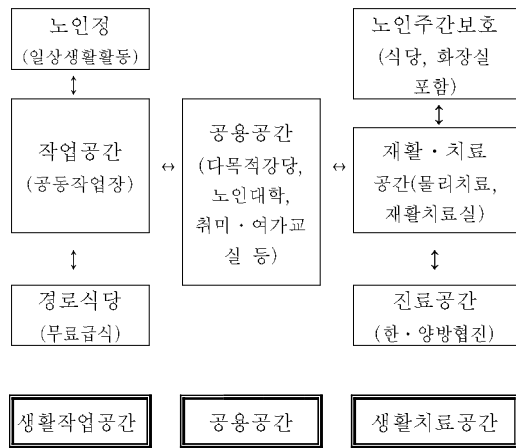 노인정
(일상생활활동)
↕
작업공간
(공동작업장)
↕
경로식당
(무료급식)
↔
공용공간
(다목적강당,
노인대학,
취미·여가교
실 등)
↔
노인주간보호
(식당, 화장실
포함)
↕
재활·치료
공간(물리치료,
재활치료실)
↕
진료공간
(한·양방협진)
생활작업공간
공용공간
생활치료공간